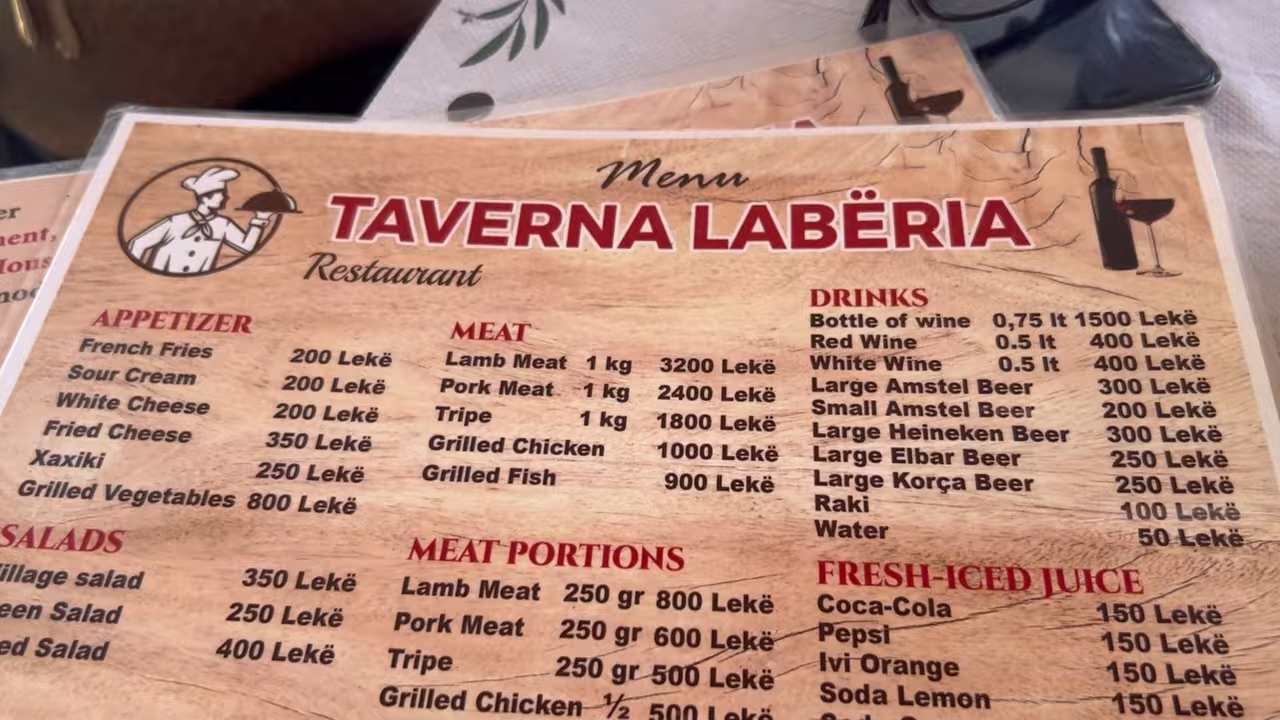 er
ment,
Hous
Menu
TAVERNA LABËRIA
Restaurant
APPETIZER
French Fries 200 Lekë
Sour Cream 200 Lekë
White Cheese 200 Lekë
Fried Cheese 350 Lekë
Xaxiki 250 Lekë
Grilled Vegetables 800 Lekë
SALADS
illage salad 350 Lekë
een Salad 250 Lekë
ed Salad 400 Lekë
MEAT
Lamb Meat 1 kg 3200 Lekë
Pork Meat 1 kg 2400 Lekë
Tripe 1 kg 1800 Lekë
Grilled Chicken 1000 Lekë
Grilled Fish 900 Lekë
MEAT PORTIONS
Lamb Meat 250 gr 800 Lekë
Pork Meat 250 gr 600 Lekë
Tripe 250 gr 500 Lekë
Grilled Chicken ½ 500 Lekë
DRINKS
Bottle of wine 0,75 lt 1500 Lekë
Red Wine 0.5 lt 400 Lekë
White Wine 0.5 lt 400 Lekë
Large Amstel Beer 300 Lekë
Small Amstel Beer 200 Lekë
Large Heineken Beer 300 Lekë
Large Elbar Beer 250 Lekë
Large Korça Beer 250 Lekë
Raki 100 Lekë
Water 50 Lekë
FRESH-ICED JUICE
Coca-Cola 150 Lekë
Pepsi 150 Lekë
Ivi Orange 150 Lekë
Soda Lemon 150 Lekë